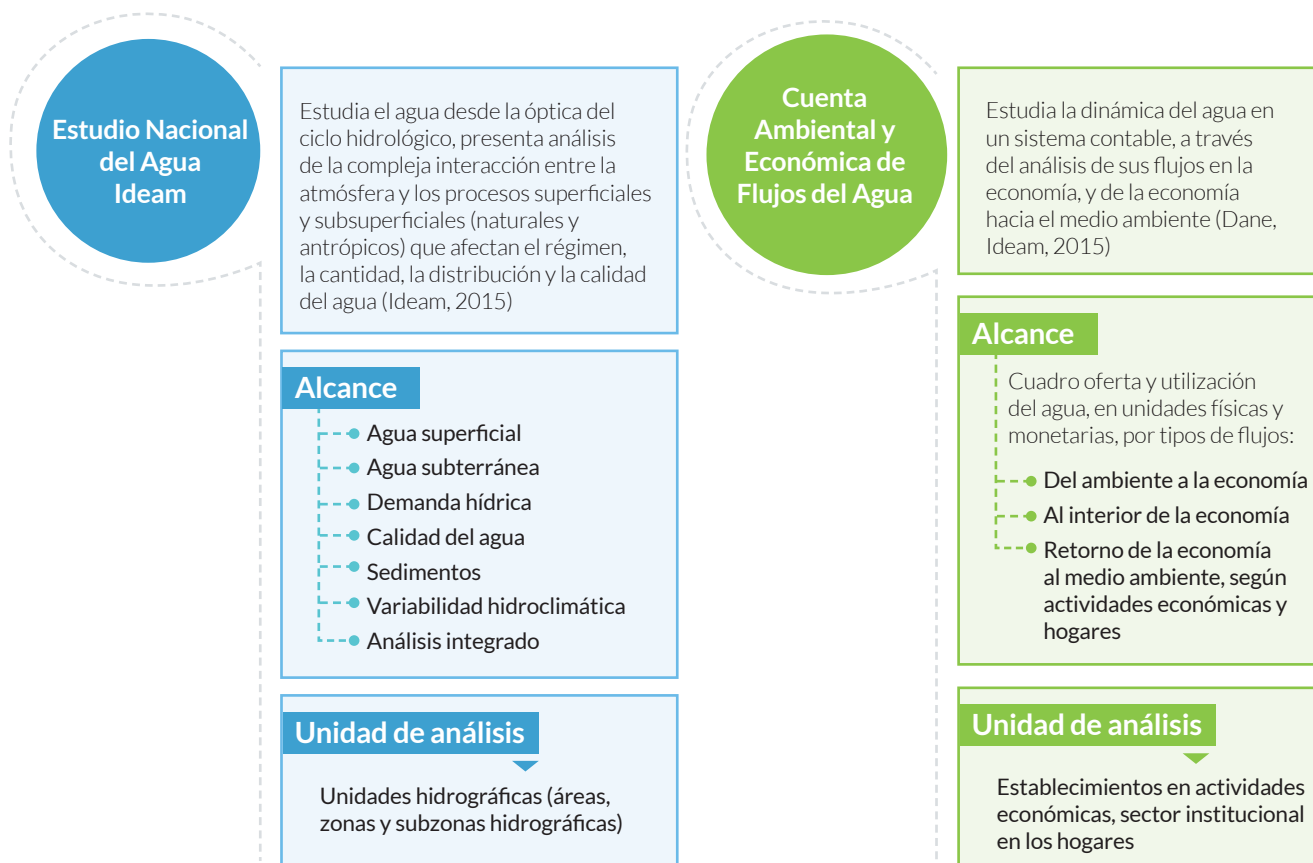 Estudio Nacional
del Agua
Ideam
Estudia el agua desde la óptica del
ciclo hidrológico, presenta análisis
de la compleja interacción entre la
atmósfera y los procesos superficiales
y subsuperficiales (naturales y
antrópicos) que afectan el régimen,
la cantidad, la distribución y la calidad
del agua (Ideam, 2015)
Alcance
Agua superficial
Agua subterránea
Demanda hídrica
Calidad del agua
Sedimentos
Variabilidad hidroclimática
Análisis integrado
Unidad de análisis
Unidades hidrográficas (áreas,
zonas y subzonas hidrográficas)
Cuenta
Ambiental y
Económica de
Flujos del Agua
Estudia la dinámica del agua en
un sistema contable, a través
del análisis de sus flujos en la
economía, y de la economía
hacia el medio ambiente (Dane,
Ideam, 2015)
Alcance
Cuadro oferta y utilización
del agua, en unidades físicas y
monetarias, por tipos de flujos:
Del ambiente a la economía
Al interior de la economía
Retorno de la economía
al medio ambiente, según
actividades económicas y
hogares
Unidad de análisis
Establecimientos en actividades
económicas, sector institucional
en los hogares